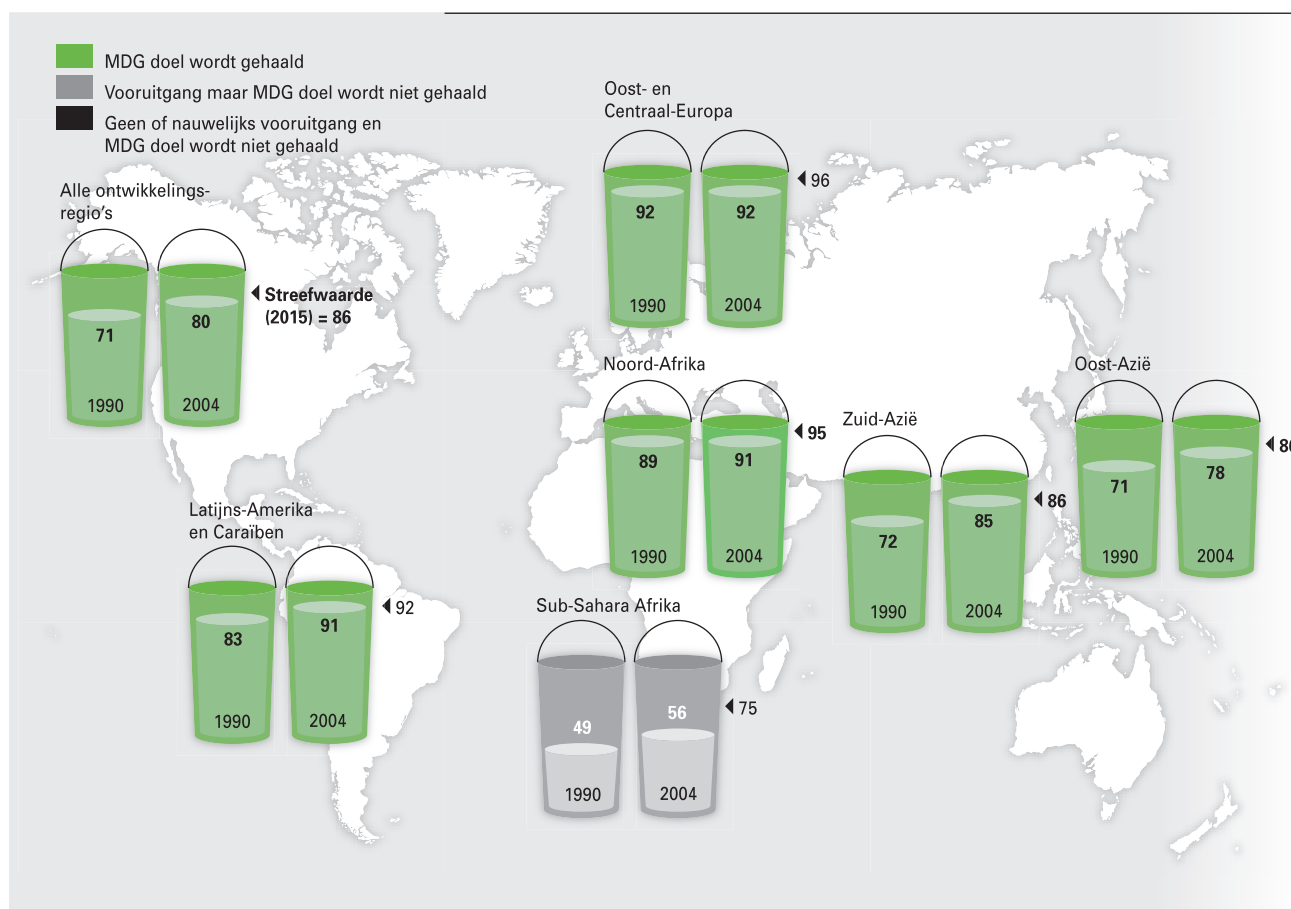 MDG doel wordt gehaald
Vooruitgang maar MDG doel wordt niet gehaald
Geen of nauwelijks vooruitgang en
MDG doel wordt niet gehaald
Alle ontwikkelings-
regio's
71
1990
80
2004
Streefwaarde
(2015) = 86
Oost- en
Centraal-Europa
92
1990
92
2004
96
Noord-Afrika
89
1990
91
2004
95
Zuid-Azië
72
1990
85
2004
86
Oost-Azië
71
1990
78
2004
Latijns-Amerika
en Caraïben
83
1990
91
2004
92
Sub-Sahara Afrika
49
1990
56
2004
75